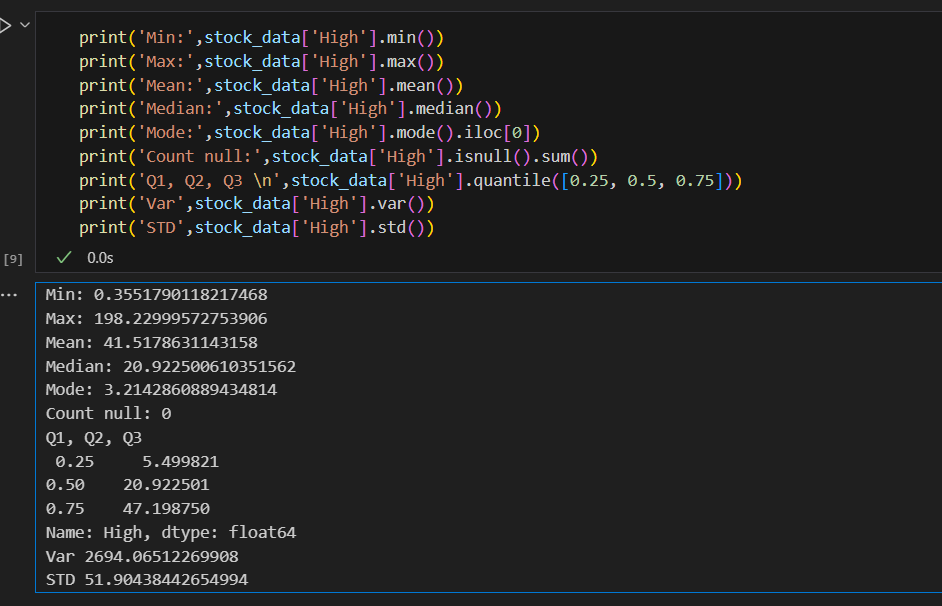 print('Min:',stock_data['High'].min())
print('Max:',stock_data['High'].max())
print('Mean:',stock_data['High'].mean())
print('Median:',stock_data['High'].median())
print('Mode:',stock_data['High'].mode().iloc[0])
print('Count null:',stock_data['High'].isnull().sum())
print('Q1, Q2, Q3 \n',stock_data['High'].quantile([0.25, 0.5, 0.75]))
print('Var',stock_data['High'].var())
print('STD',stock_data['High'].std())
[9] 0.0s
Min: 0.3551790118217468
Max: 198.22999572753906
Mean: 41.5178631143158
Median: 20.922500610351562
Mode: 3.2142860889434814
Count null: 0
Q1, Q2, Q3
0.25 5.499821
0.50 20.922501
0.75 47.198750
Name: High, dtype: float64
Var 2694.06512269908
STD 51.90438442654994